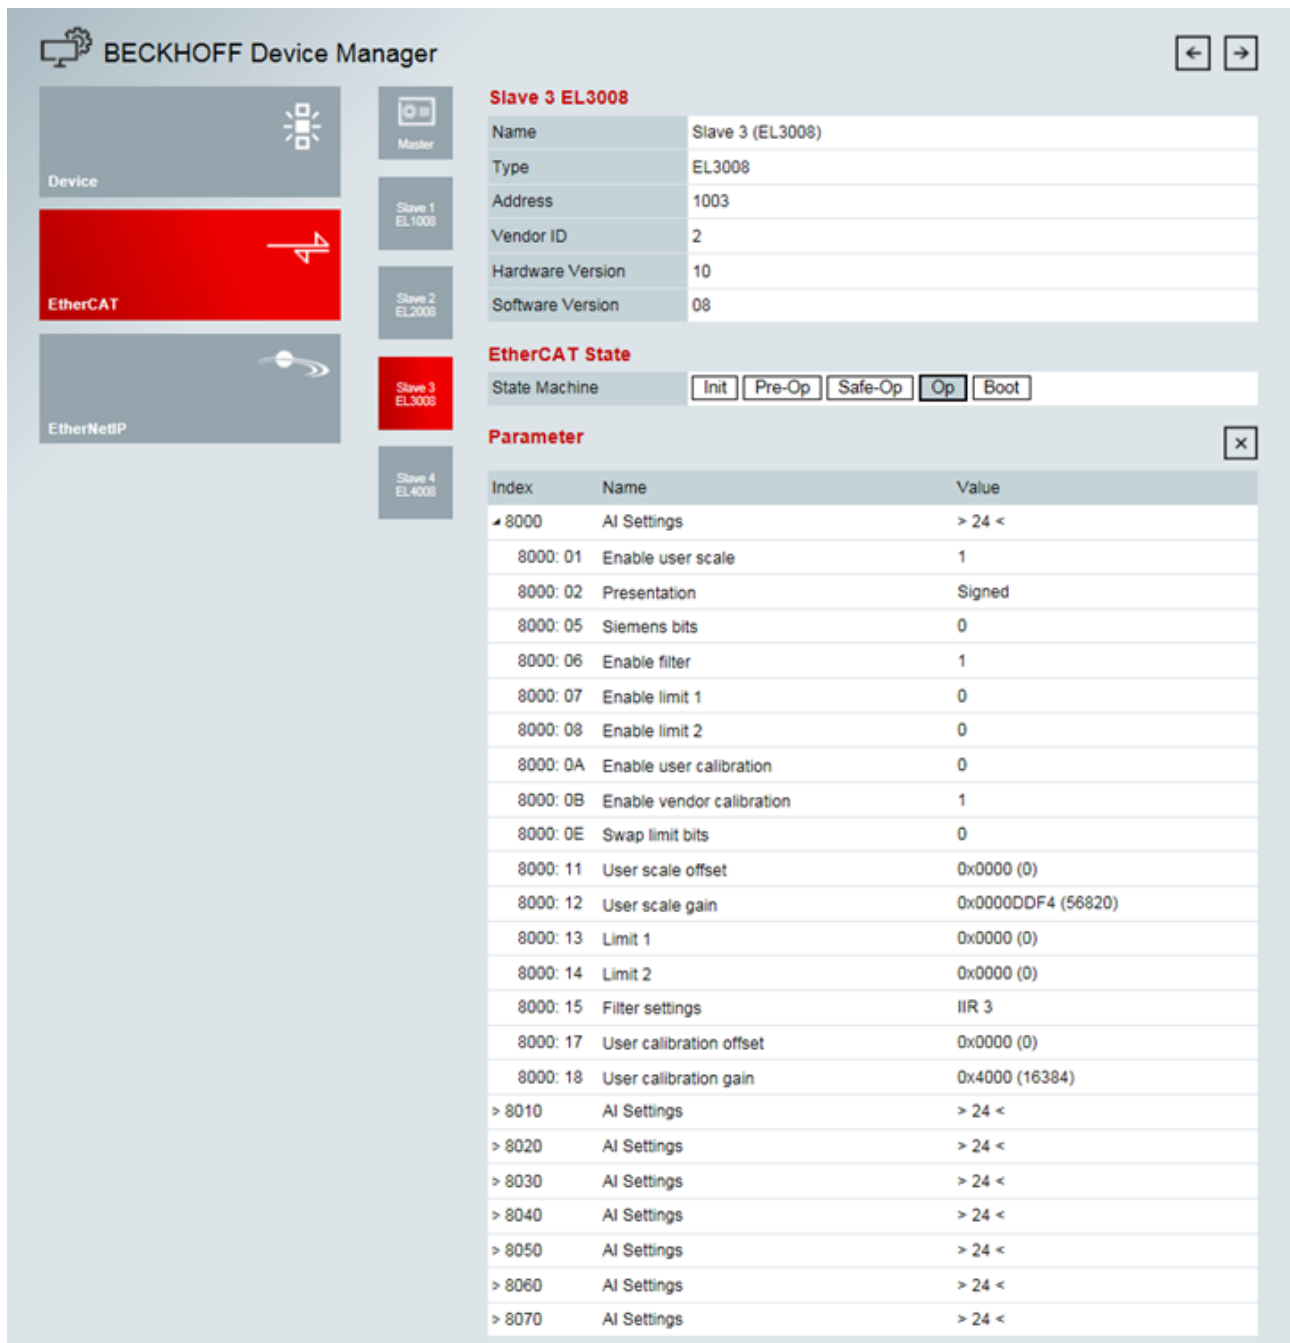 BECKHOFF Device Manager
Device
EtherCAT
EtherNetIP
Master
Slave 1
EL1008
Slave 2
EL2008
Slave 3
EL3008
Slave 4
EL4008
Slave 3 EL3008
Name Slave 3 (EL3008)
Type EL3008
Address 1003
Vendor ID 2
Hardware Version 10
Software Version 08
EtherCAT State
State Machine Init Pre-Op Safe-Op Op Boot
Parameter
Index Name Value
8000 AI Settings > 24 <
8000: 01 Enable user scale 1
8000: 02 Presentation Signed
8000: 05 Siemens bits 0
8000: 06 Enable filter 1
8000: 07 Enable limit 1 0
8000: 08 Enable limit 2 0
8000: 0A Enable user calibration 0
8000: 0B Enable vendor calibration 1
8000: 0E Swap limit bits 0
8000: 11 User scale offset 0x0000 (0)
8000: 12 User scale gain 0x0000DDF4 (56820)
8000: 13 Limit 1 0x0000 (0)
8000: 14 Limit 2 0x0000 (0)
8000: 15 Filter settings IIR 3
8000: 17 User calibration offset 0x0000 (0)
8000: 18 User calibration gain 0x4000 (16384)
> 8010 AI Settings > 24 <
> 8020 AI Settings > 24 <
> 8030 AI Settings > 24 <
> 8040 AI Settings > 24 <
> 8050 AI Settings > 24 <
> 8060 AI Settings > 24 <
> 8070 AI Settings > 24 <